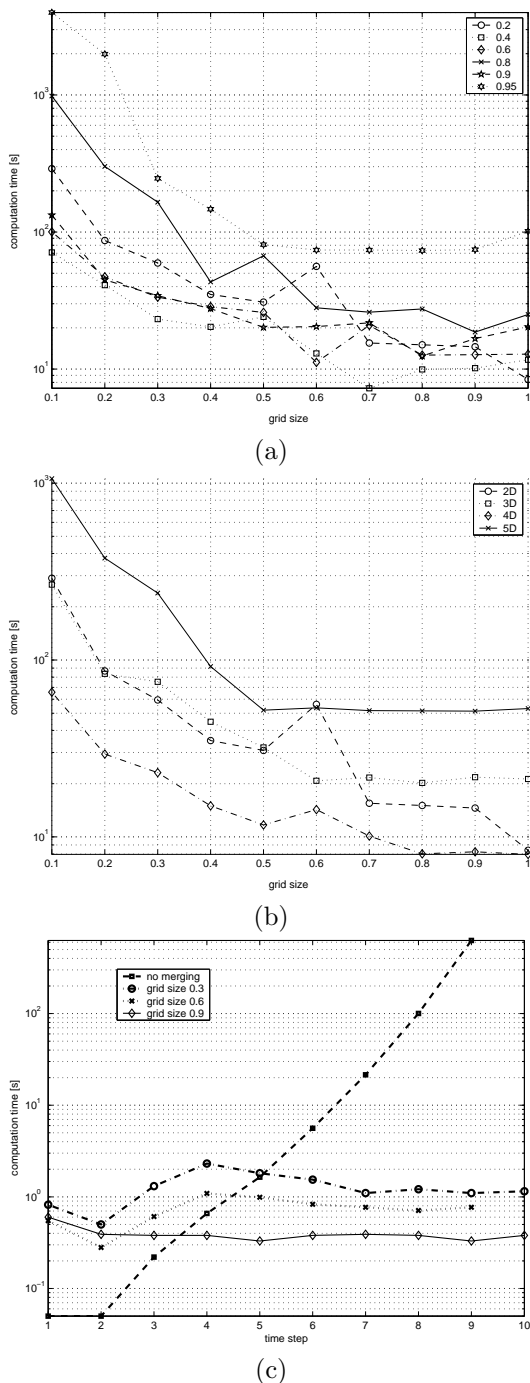 10^3
10^2
10^1
computation time [s]
0.1 0.2 0.3 0.4 0.5 0.6 0.7 0.8 0.9 1
grid size
0.2
0.4
0.6
0.8
0.9
0.95
(a)
10^3
10^2
10^1
computation time [s]
0.1 0.2 0.3 0.4 0.5 0.6 0.7 0.8 0.9 1
grid size
2D
3D
4D
5D
(b)
10^2
10^1
10^0
10^-1
computation time [s]
1 2 3 4 5 6 7 8 9 10
time step
no merging
grid size 0.3
grid size 0.6
grid size 0.9
(c)